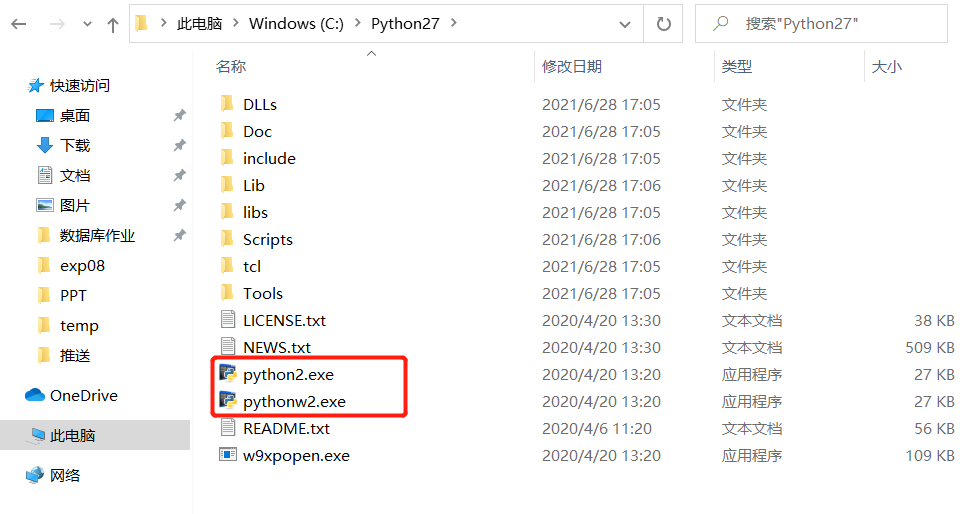 此电脑 Windows (C:) Python27 搜索"Python27"
名称 修改日期 类型 大小
快速访问
桌面
下载
文档
图片
数据库作业
exp08
PPT
temp
推送
OneDrive
此电脑
网络
DLLs 2021/6/28 17:05 文件夹
Doc 2021/6/28 17:05 文件夹
include 2021/6/28 17:05 文件夹
Lib 2021/6/28 17:06 文件夹
libs 2021/6/28 17:05 文件夹
Scripts 2021/6/28 17:06 文件夹
tcl 2021/6/28 17:05 文件夹
Tools 2021/6/28 17:05 文件夹
LICENSE.txt 2020/4/20 13:30 文本文档 38 KB
NEWS.txt 2020/4/20 13:30 文本文档 509 KB
python2.exe 2020/4/20 13:20 应用程序 27 KB
pythonw2.exe 2020/4/20 13:20 应用程序 27 KB
README.txt 2020/4/6 11:20 文本文档 56 KB
w9xpopen.exe 2020/4/20 13:20 应用程序 109 KB